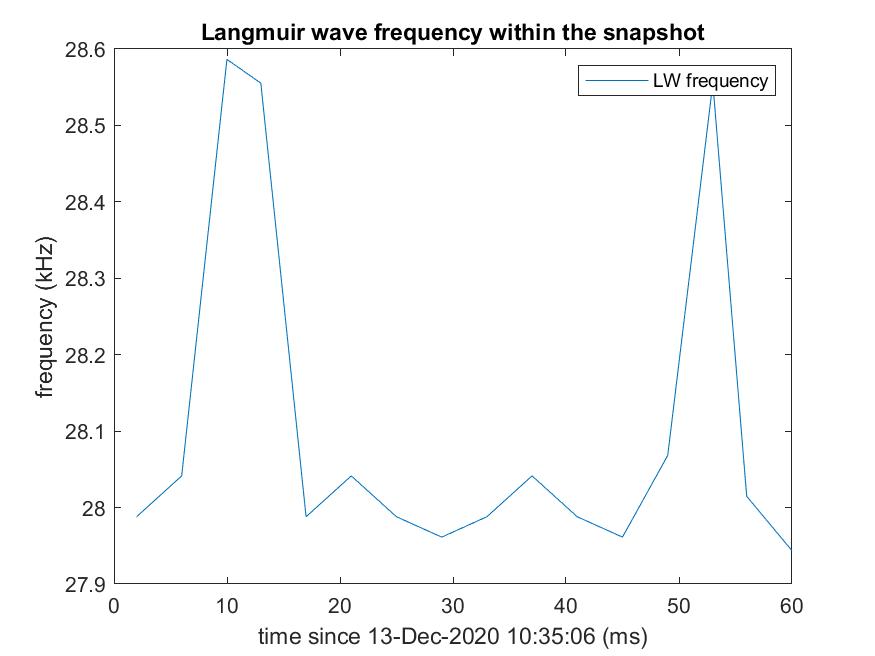 Langmuir wave frequency within the snapshot
LW frequency
28.6
28.5
28.4
28.3
28.2
28.1
28
27.9
frequency (kHz)
0 10 20 30 40 50 60
time since 13-Dec-2020 10:35:06 (ms)